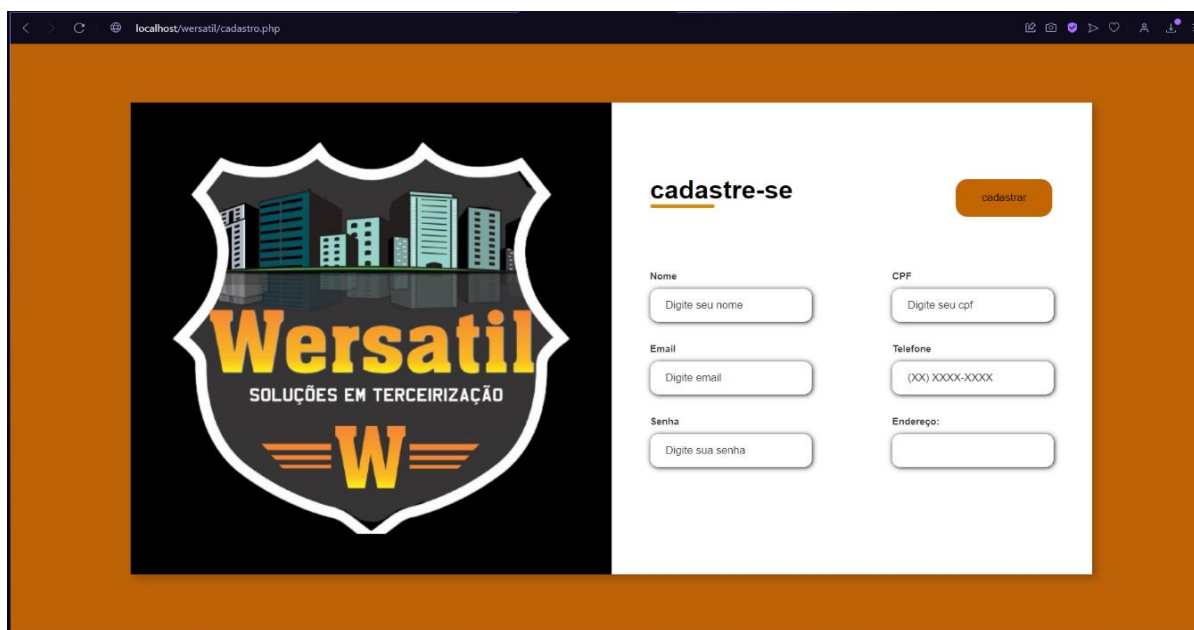 localhost/wersatil/cadastro.php
Wersatil
SOLUÇÕES EM TERCEIRIZAÇÃO
W
cadastre-se
cadastrar
Nome
CPF
Digite seu nome
Digite seu cpf
Email
Telefone
Digite email
(XX) XXXX-XXXX
Senha
Endereço:
Digite sua senha